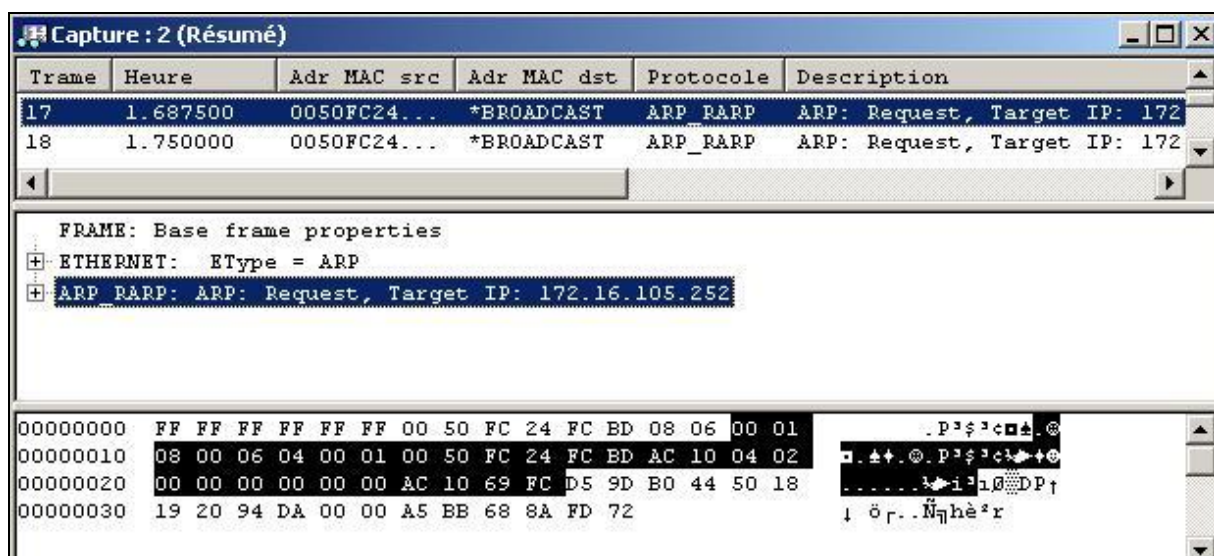 Capture : 2 (Résumé)
Trame Heure Adr MAC src Adr MAC dst Protocole Description
17 1.687500 0050FC24... *BROADCAST ARP_RARP ARP: Request, Target IP: 172
18 1.750000 0050FC24... *BROADCAST ARP_RARP ARP: Request, Target IP: 172
FRAME: Base frame properties
ETHERNET: EType = ARP
ARP_RARP: ARP: Request, Target IP: 172.16.105.252
00000000 FF FF FF FF FF FF 00 50 FC 24 FC BD 08 06 00 01
00000010 08 00 06 04 00 01 00 50 FC 24 FC BD AC 10 04 02
00000020 00 00 00 00 00 00 AC 10 69 FC D5 9D B0 44 50 18
00000030 19 20 94 DA 00 00 A5 BB 68 8A FD 72